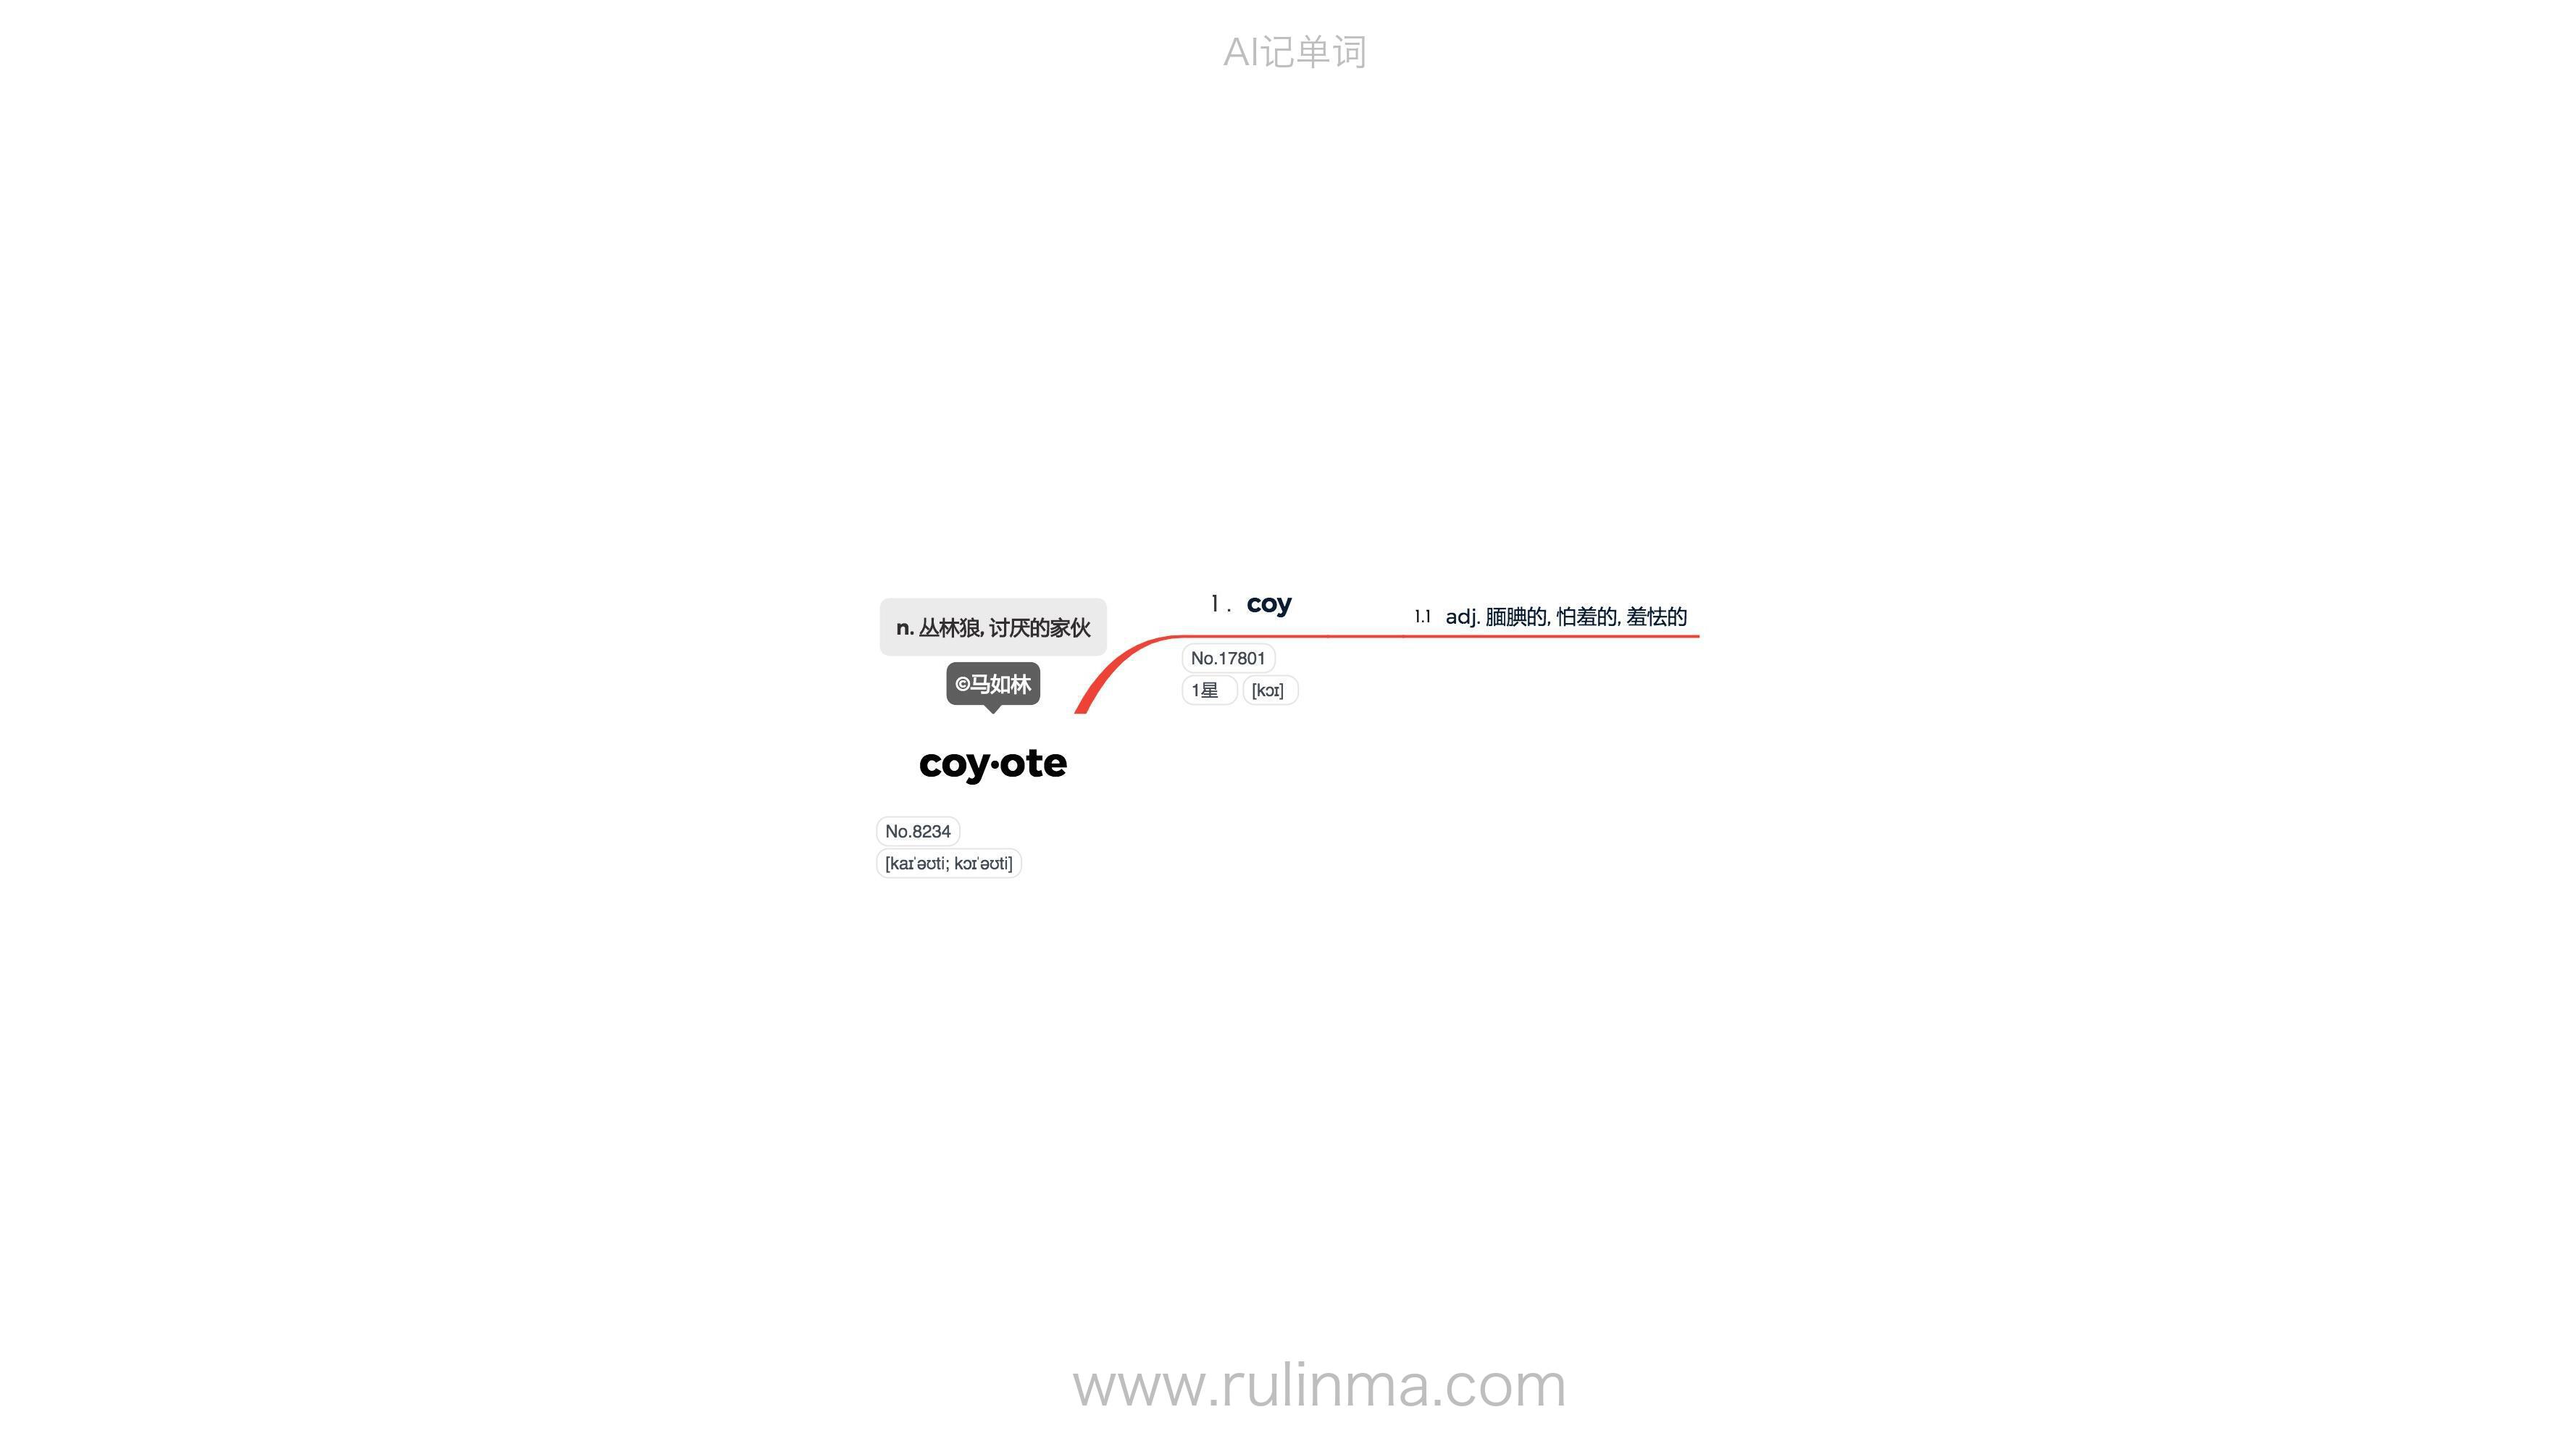 AI记单词
n. 丛林狼, 讨厌的家伙
©马如林
coy·ote
No.8234
[kaɪˈəʊti; kɔɪˈəʊti]
1 . coy
No.17801
1星 [kɔɪ]
1.1 adj. 腼腆的, 怕羞的, 羞怯的
www.rulinma.com